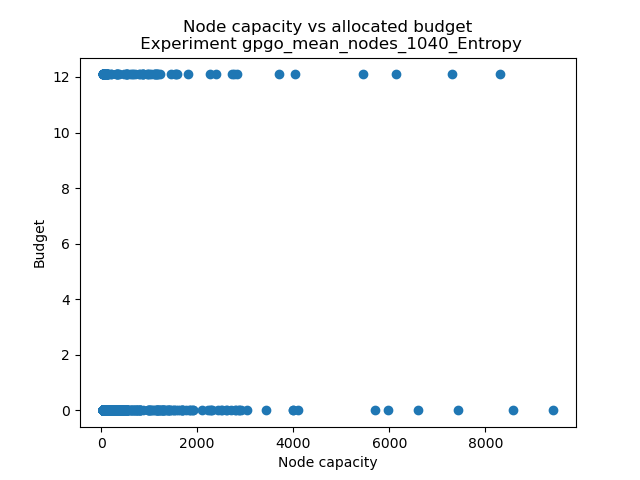 Node capacity vs allocated budget
Experiment gpgo_mean_nodes_1040_Entropy
12
10
8
6
4
2
0
Budget
0 2000 4000 6000 8000
Node capacity